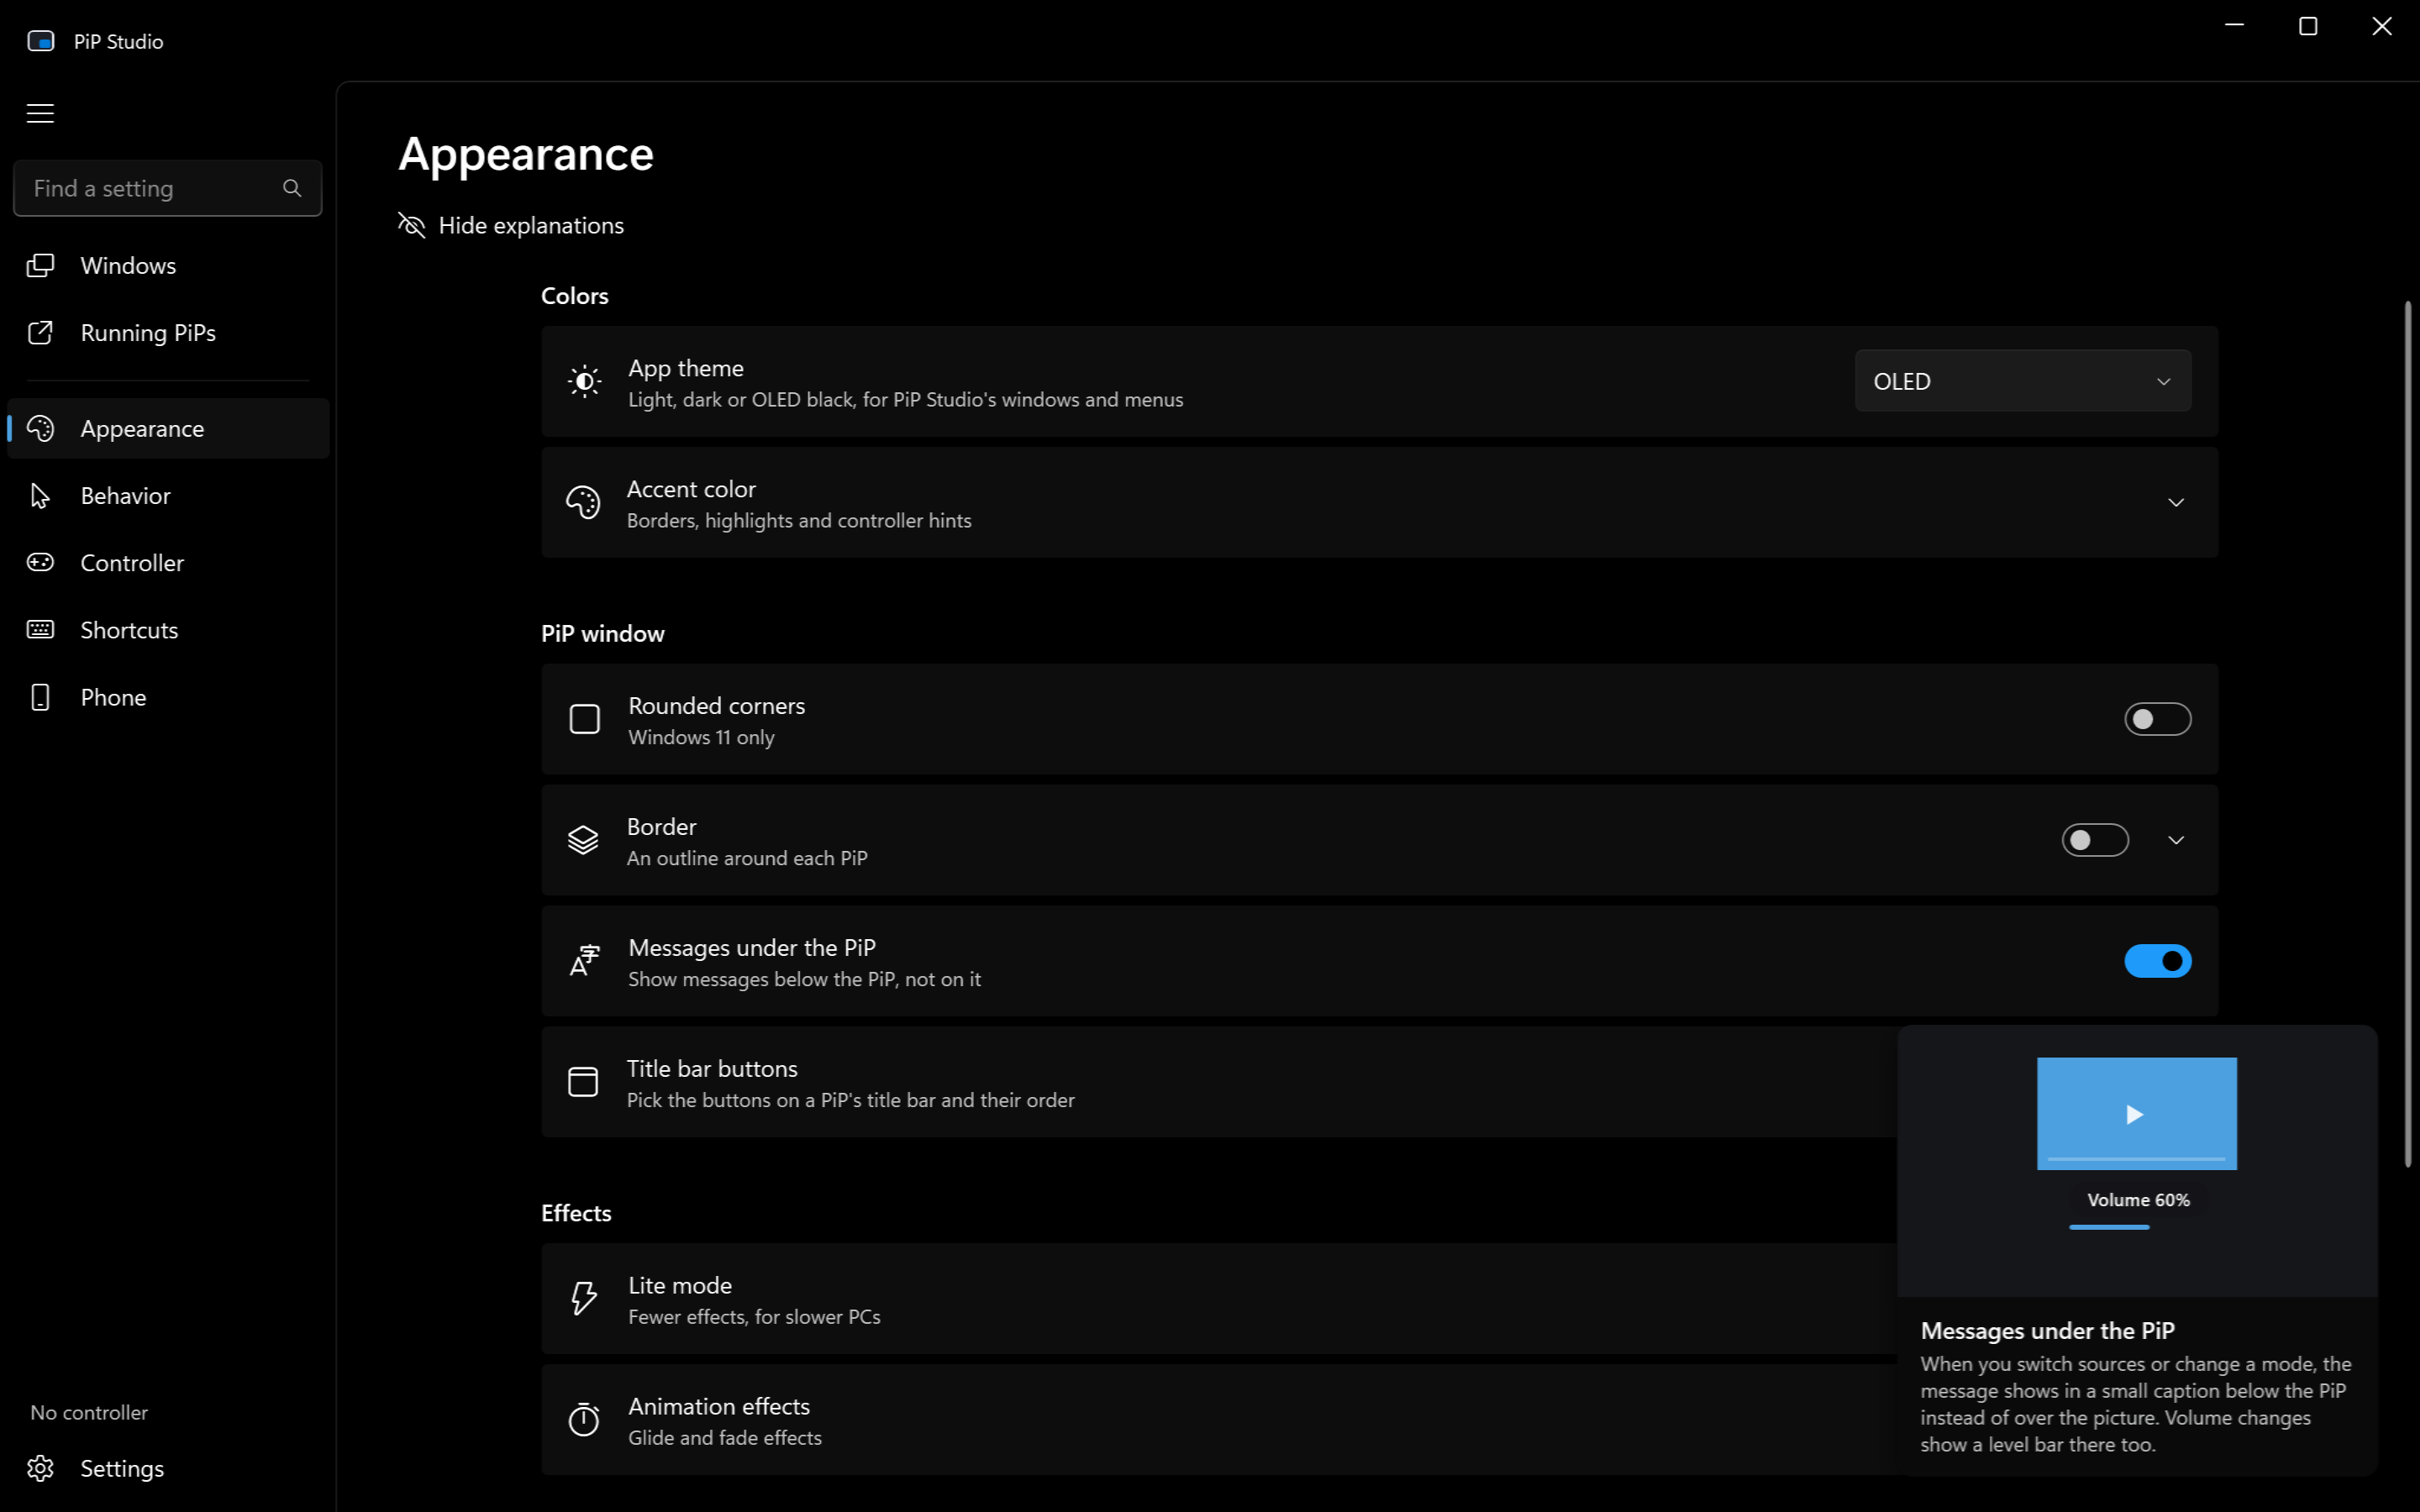 PiP Studio
Find a setting
Windows
Running PiPs
Appearance
Behavior
Controller
Shortcuts
Phone
No controller
Settings
Appearance
Hide explanations
Colors
App theme
Light, dark or OLED black, for PiP Studio's windows and menus
OLED
Accent color
Borders, highlights and controller hints
PiP window
Rounded corners
Windows 11 only
Border
An outline around each PiP
Messages under the PiP
Show messages below the PiP, not on it
Title bar buttons
Pick the buttons on a PiP's title bar and their order
Effects
Lite mode
Fewer effects, for slower PCs
Animation effects
Glide and fade effects
Volume 60%
Messages under the PiP
When you switch sources or change a mode, the
message shows in a small caption below the PiP
instead of over the picture. Volume changes
show a level bar there too.